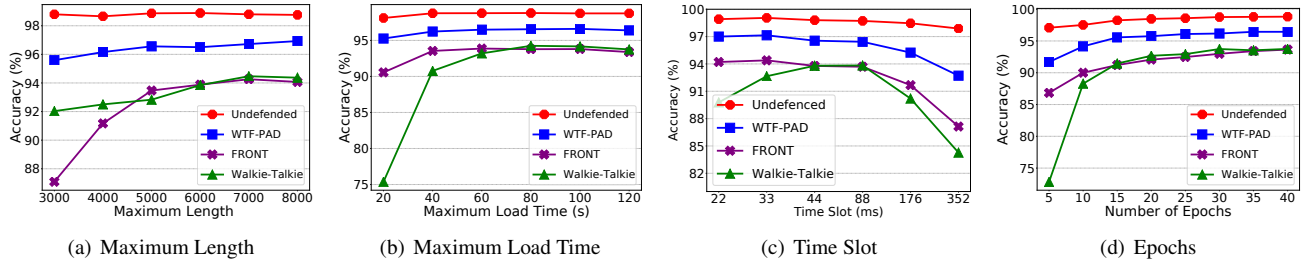 Accuracy (%)
98
96
94
92
90
88
3000 4000 5000 6000 7000 8000
Maximum Length
Undefended
WTF-PAD
FRONT
Walkie-Talkie
(a) Maximum Length
Accuracy (%)
100
95
90
85
80
75
20 40 60 80 100 120
Maximum Load Time (s)
Undefended
WTF-PAD
FRONT
Walkie-Talkie
(b) Maximum Load Time
Accuracy (%)
100
97
94
91
88
85
82
22 33 44 88 176 352
Time Slot (ms)
Undefenced
WTF-PAD
FRONT
Walkie-Talkie
(c) Time Slot
Accuracy (%)
100
95
90
85
80
75
5 10 15 20 25 30 35 40
Number of Epochs
Undefended
WTF-PAD
FRONT
Walkie-Talkie
(d) Epochs